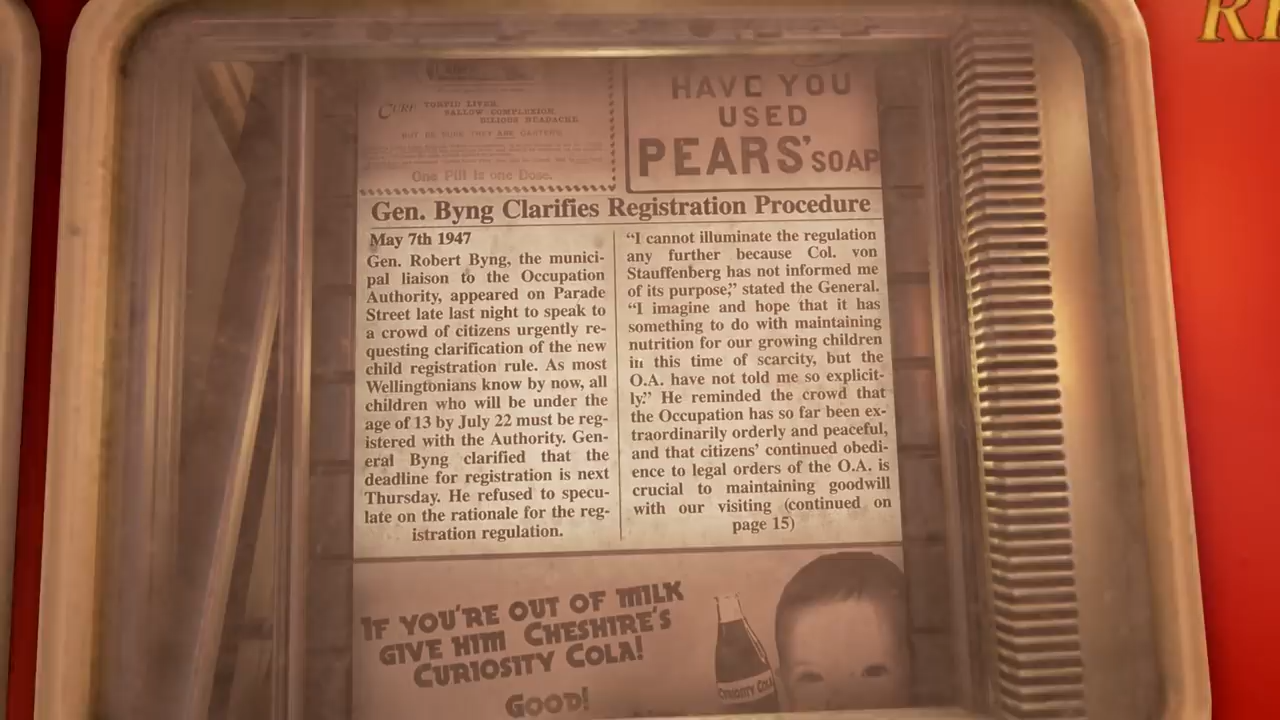 CURE TORPID LIVER,
SALLOW COMPLEXION,
BILIOUS HEADACHE
BUT BE SURE THEY ARE CARTER'S
One Pill is one Dose.
HAVE YOU
USED
PEARS' SOAP
Gen. Byng Clarifies Registration Procedure
May 7th 1947
Gen. Robert Byng, the munici-
pal liaison to the Occupation
Authority, appeared on Parade
Street late last night to speak to
a crowd of citizens urgently re-
questing clarification of the new
child registration rule. As most
Wellingtonians know by now, all
children who will be under the
age of 13 by July 22 must be reg-
istered with the Authority. Gen-
eral Byng clarified that the
deadline for registration is next
Thursday. He refused to specu-
late on the rationale for the reg-
istration regulation.
“I cannot illuminate the regulation
any further because Col. von
Stauffenberg has not informed me
of its purpose,” stated the General.
“I imagine and hope that it has
something to do with maintaining
nutrition for our growing children
in this time of scarcity, but the
O.A. have not told me so explicit-
ly.” He reminded the crowd that
the Occupation has so far been ex-
traordinarily orderly and peaceful,
and that citizens’ continued obedi-
ence to legal orders of the O.A. is
crucial to maintaining goodwill
with our visiting (continued on
page 15)
IF YOU'RE OUT OF MILK
GIVE HIM CHESHIRE'S
CURIOSITY COLA!
GOOD!
CURIOSITY COLA
RE